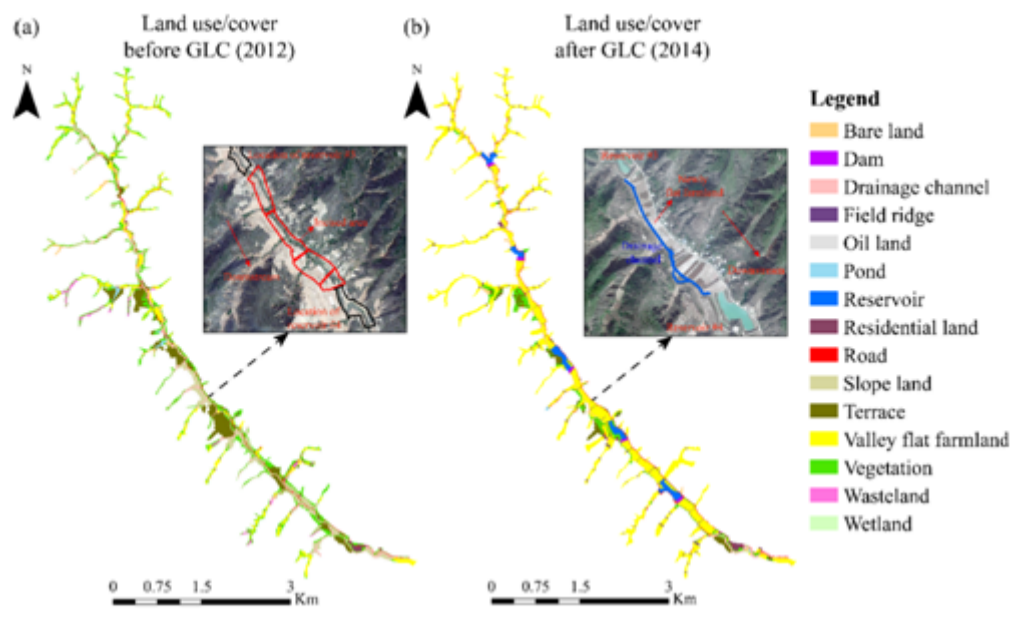 (a)
Land use/cover
before GLC (2012)
(b)
Land use/cover
after GLC (2014)
N
N
Legend
Bare land
Dam
Drainage channel
Field ridge
Oil land
Pond
Reservoir
Residential land
Road
Slope land
Terrace
Valley flat farmland
Vegetation
Wasteland
Wetland
0 0.75 1.5 3
Km
0 0.75 1.5 3
Km